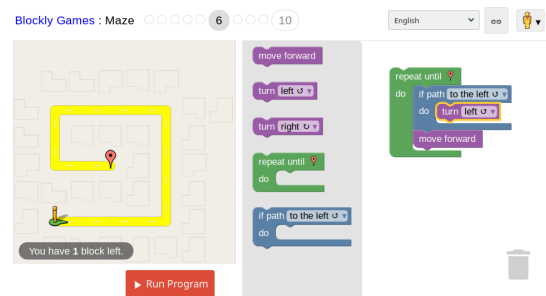 Blockly Games : Maze
6
10
English
move forward
turn left ↺ ▾
turn right ↻ ▾
repeat until
do
if path to the left ↺ ▾
do
repeat until
do
if path to the left ↺ ▾
do
turn left ↺ ▾
move forward
You have 1 block left.
Run Program